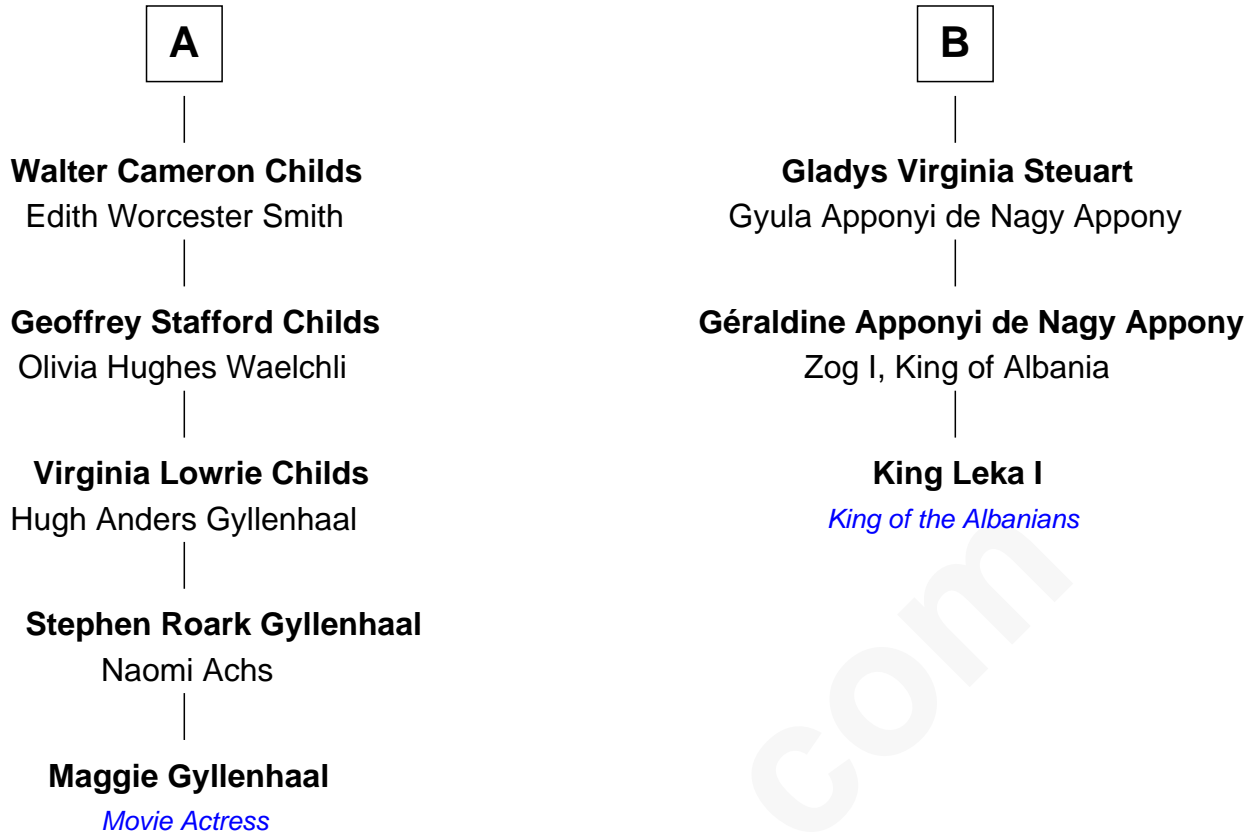 A
Walter Cameron Childs
Edith Worcester Smith
Geoffrey Stafford Childs
Olivia Hughes Waelchli
Virginia Lowrie Childs
Hugh Anders Gyllenhaal
Stephen Roark Gyllenhaal
Naomi Achs
Maggie Gyllenhaal
Movie Actress
B
Gladys Virginia Steuart
Gyula Apponyi de Nagy Appony
Géraldine Apponyi de Nagy Appony
Zog I, King of Albania
King Leka I
King of the Albanians
com